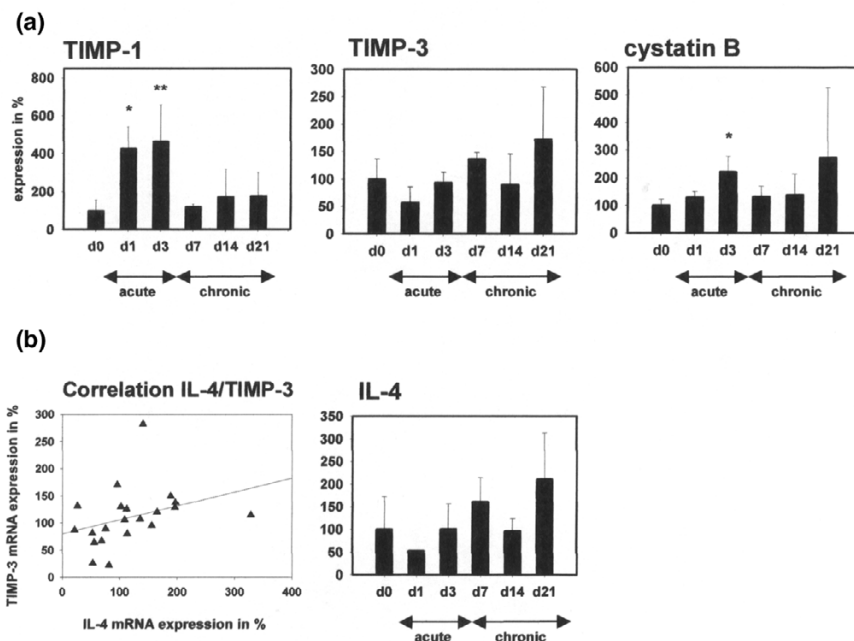 (a)
TIMP-1
800
600
400
200
0
expression in %
*
**
d0 d1 d3 d7 d14 d21
acute chronic
TIMP-3
300
250
200
150
100
50
0
d0 d1 d3 d7 d14 d21
acute chronic
cystatin B
600
500
400
300
200
100
0
*
d0 d1 d3 d7 d14 d21
acute chronic
(b)
Correlation IL-4/TIMP-3
300
250
200
150
100
50
0
TIMP-3 mRNA expression in %
0 100 200 300 400
IL-4 mRNA expression in %
IL-4
350
300
250
200
150
100
50
0
d0 d1 d3 d7 d14 d21
acute chronic